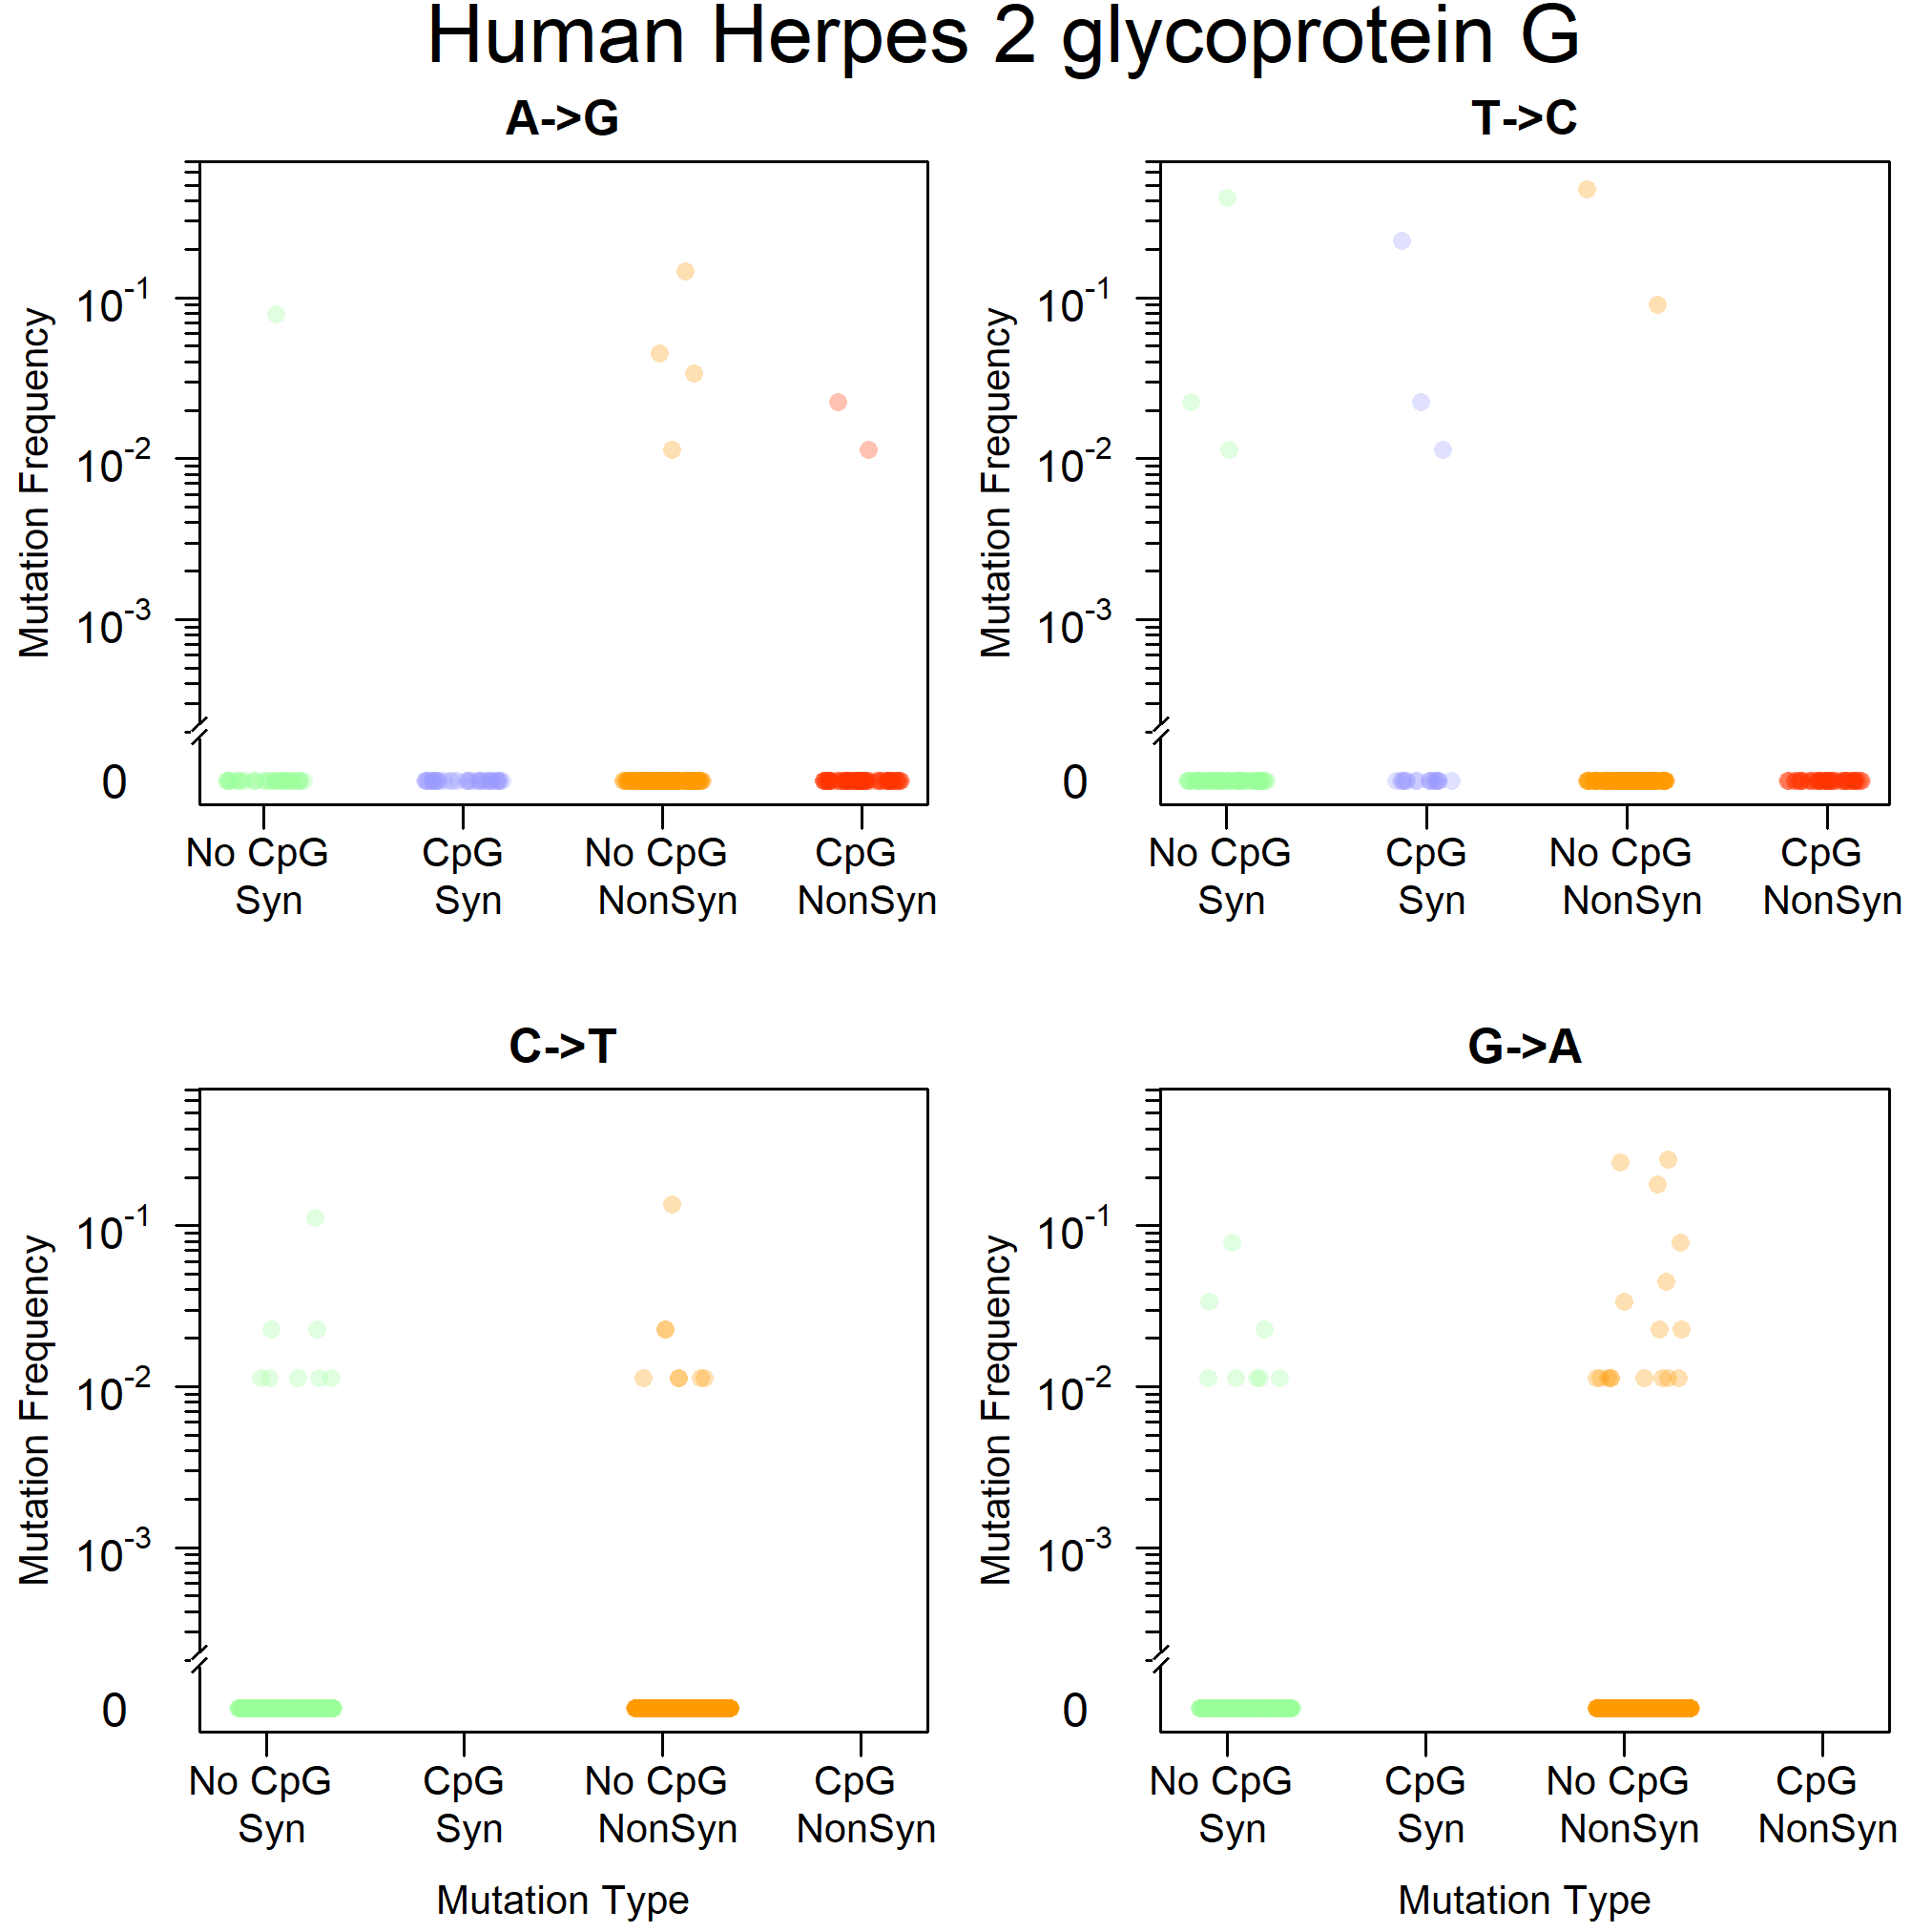 Human Herpes 2 glycoprotein G
A->G
Mutation Frequency
10^-1
10^-2
10^-3
0
No CpG Syn
CpG Syn
No CpG NonSyn
CpG NonSyn
T->C
Mutation Frequency
10^-1
10^-2
10^-3
0
No CpG Syn
CpG Syn
No CpG NonSyn
CpG NonSyn
C->T
Mutation Frequency
10^-1
10^-2
10^-3
0
No CpG Syn
CpG Syn
No CpG NonSyn
CpG NonSyn
Mutation Type
G->A
Mutation Frequency
10^-1
10^-2
10^-3
0
No CpG Syn
CpG Syn
No CpG NonSyn
CpG NonSyn
Mutation Type